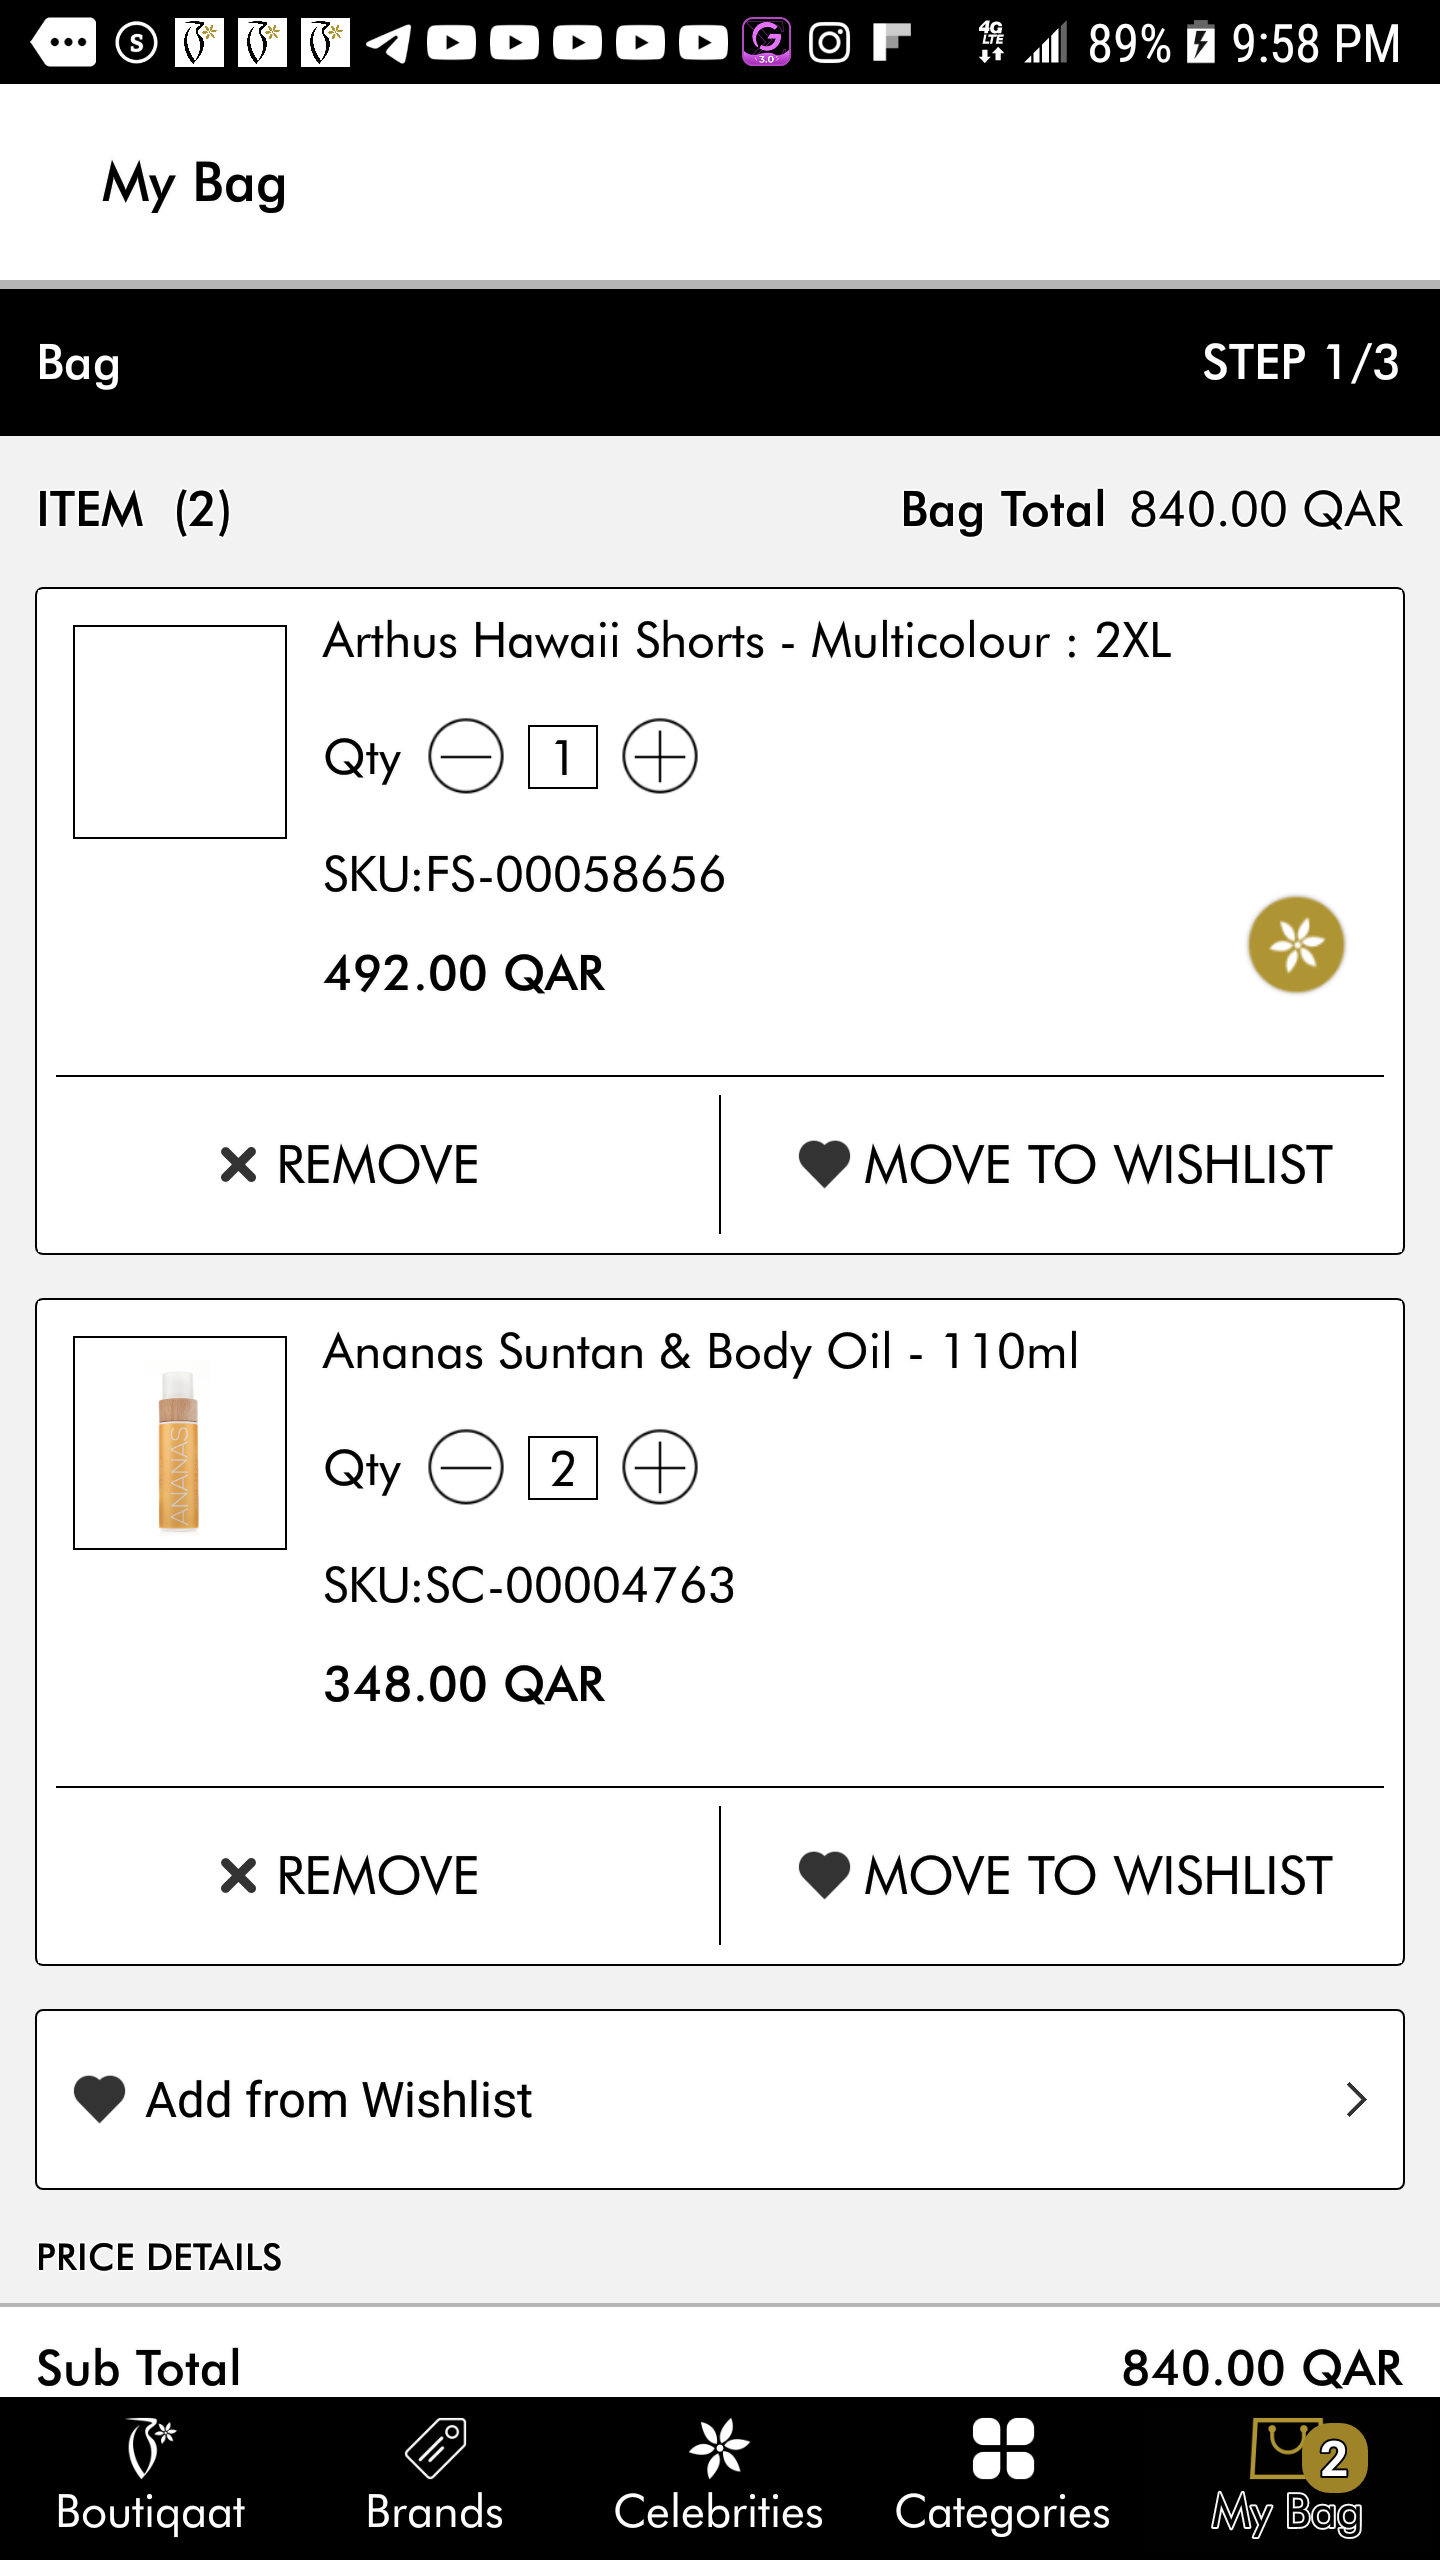 89% 9:58 PM
My Bag
Bag STEP 1/3
ITEM (2) Bag Total 840.00 QAR
Arthus Hawaii Shorts - Multicolour : 2XL
Qty 1
SKU:FS-00058656
492.00 QAR
REMOVE MOVE TO WISHLIST
Ananas Suntan & Body Oil - 110ml
ANANAS
Qty 2
SKU:SC-00004763
348.00 QAR
REMOVE MOVE TO WISHLIST
Add from Wishlist
PRICE DETAILS
Sub Total 840.00 QAR
2
Boutiqaat Brands Celebrities Categories My Bag